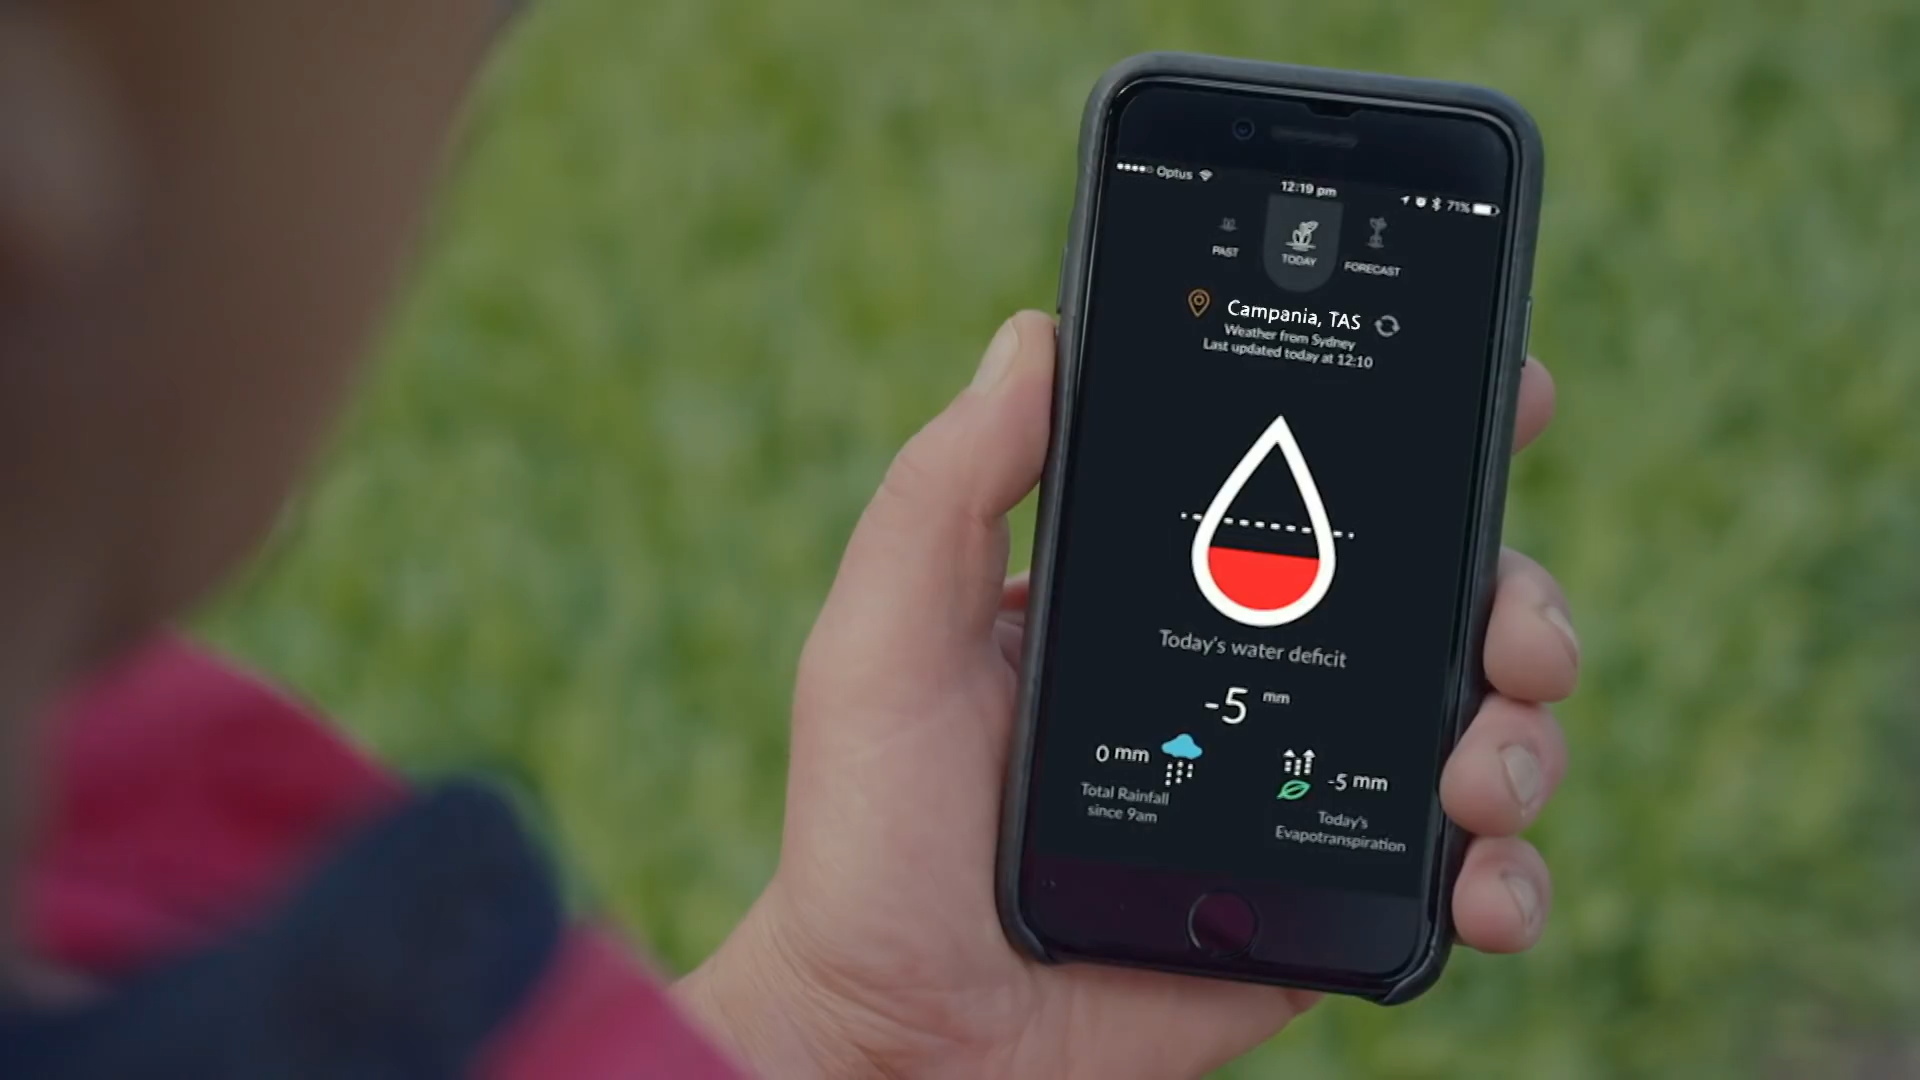 Optus
12:19 pm
71%
PAST
TODAY
FORECAST
Campania, TAS
Weather from Sydney
Last updated today at 12:10
Today's water deficit
-5 mm
0 mm
Total Rainfall
since 9am
-5 mm
Today's
Evapotranspiration